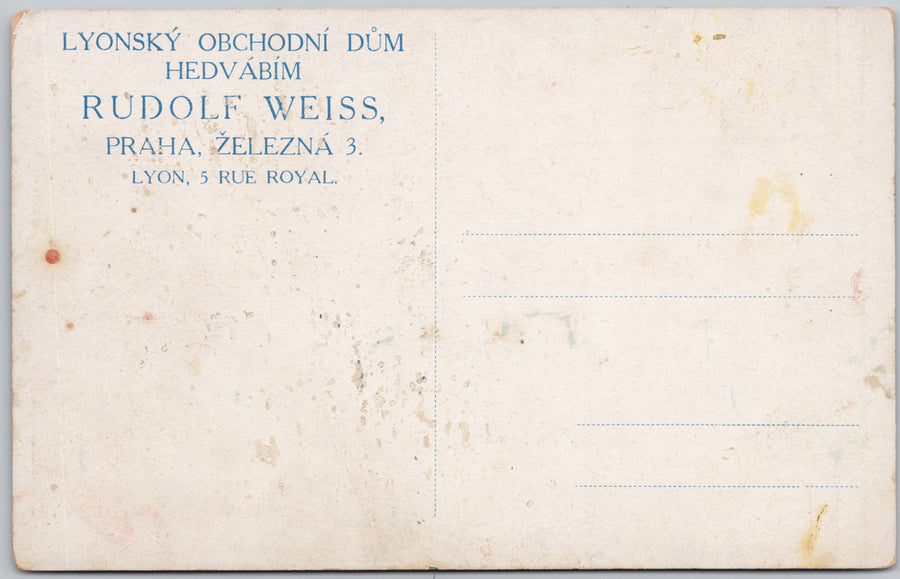 LYONSKÝ OBCHODNÍ DŮM
HEDVÁBÍM
RUDOLF WEISS,
PRAHA, ŽELEZNÁ 3.
LYON, 5 RUE ROYAL.